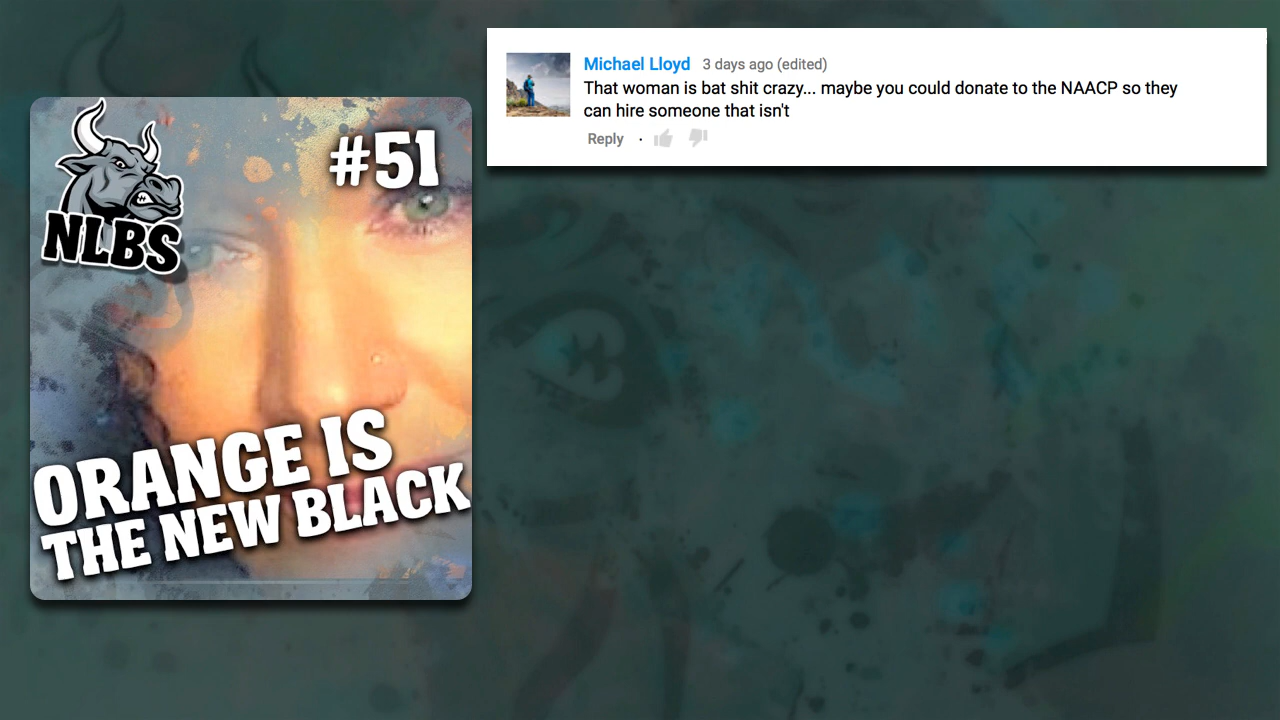 #51
NLBS
ORANGE IS
THE NEW BLACK
Michael Lloyd 3 days ago (edited)
That woman is bat shit crazy... maybe you could donate to the NAACP so they
can hire someone that isn't
Reply ·